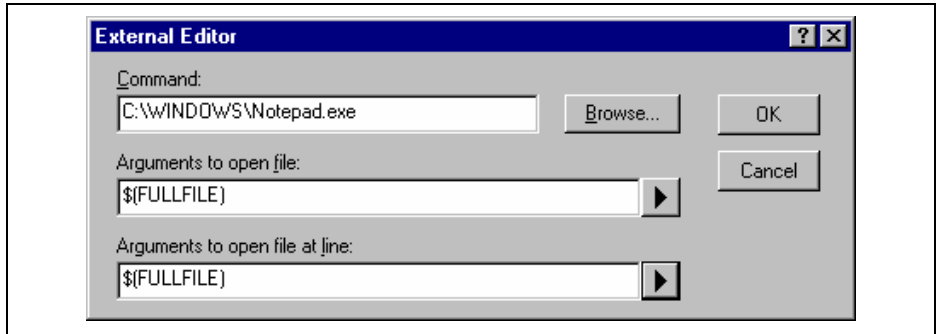 External Editor
Command:
C:\WINDOWS\Notepad.exe
Browse...
OK
Arguments to open file:
Cancel
$(FULLFILE)
Arguments to open file at line:
$(FULLFILE)